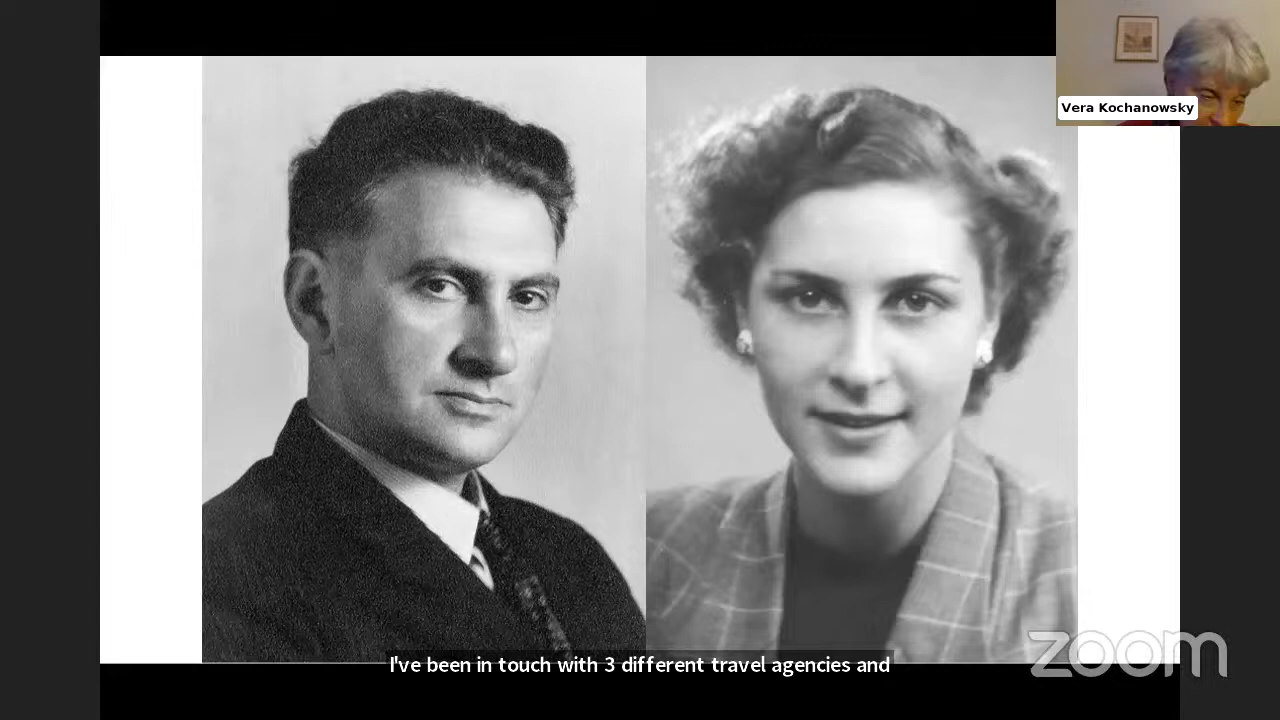 Vera Kochanowsky
I've been in touch with 3 different travel agencies and
zoom